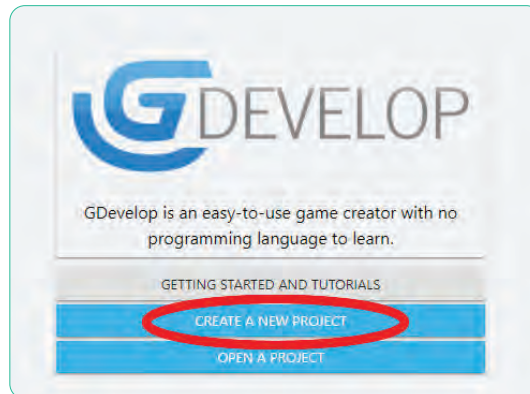 GDEVELOP
GDevelop is an easy-to-use game creator with no
programming language to learn.
GETTING STARTED AND TUTORIALS
CREATE A NEW PROJECT
OPEN A PROJECT